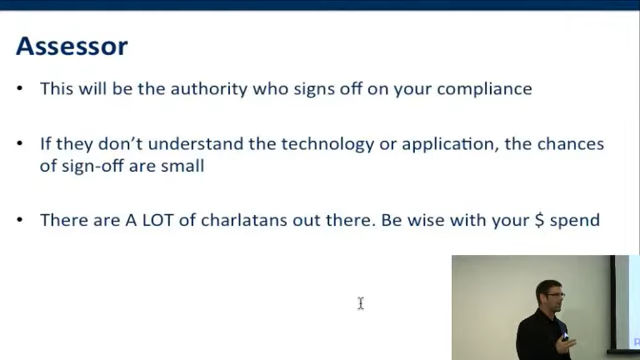 Assessor
• This will be the authority who signs off on your compliance
• If they don't understand the technology or application, the chances
of sign-off are small
• There are A LOT of charlatans out there. Be wise with your $ spend